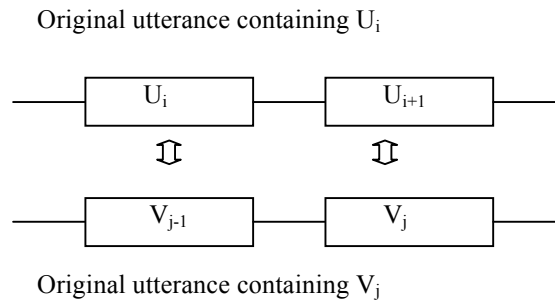 Original utterance containing Uᵢ
Uᵢ Uᵢ₊₁
Vⱼ₋₁ Vⱼ
Original utterance containing Vⱼ